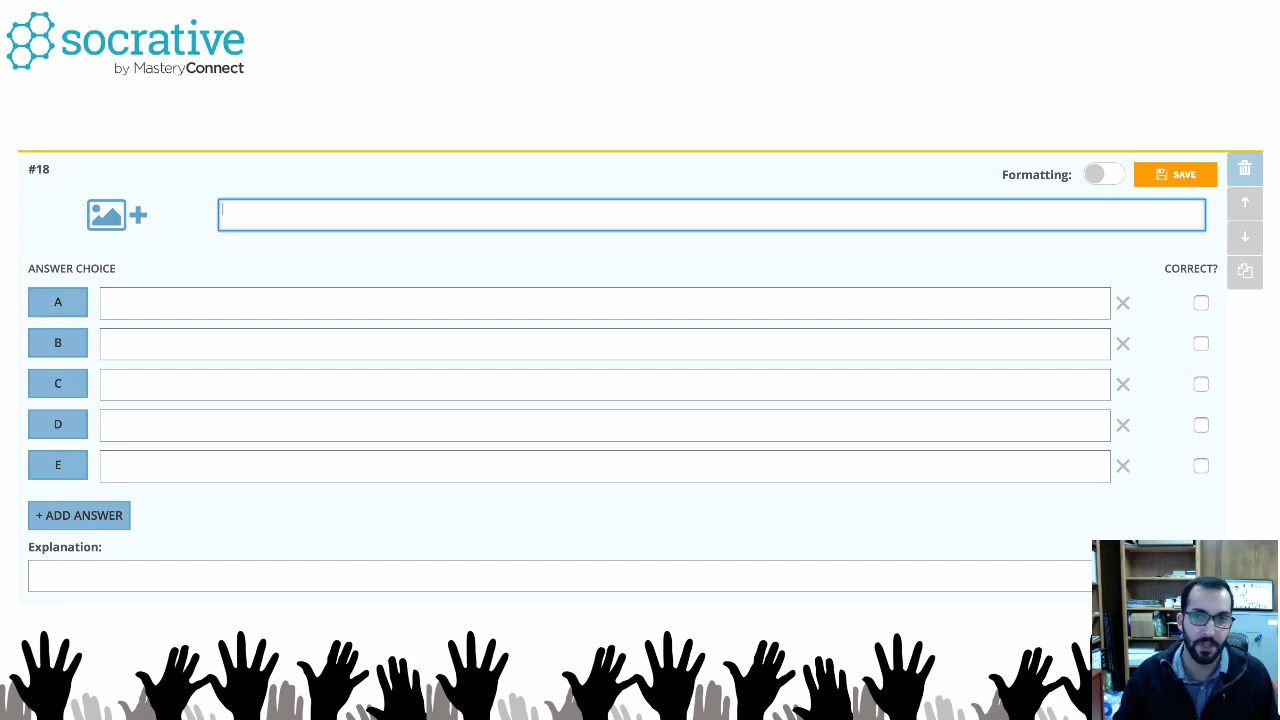 socrative
by MasteryConnect
#18
Formatting:
SAVE
ANSWER CHOICE
CORRECT?
A
B
C
D
E
+ ADD ANSWER
Explanation: